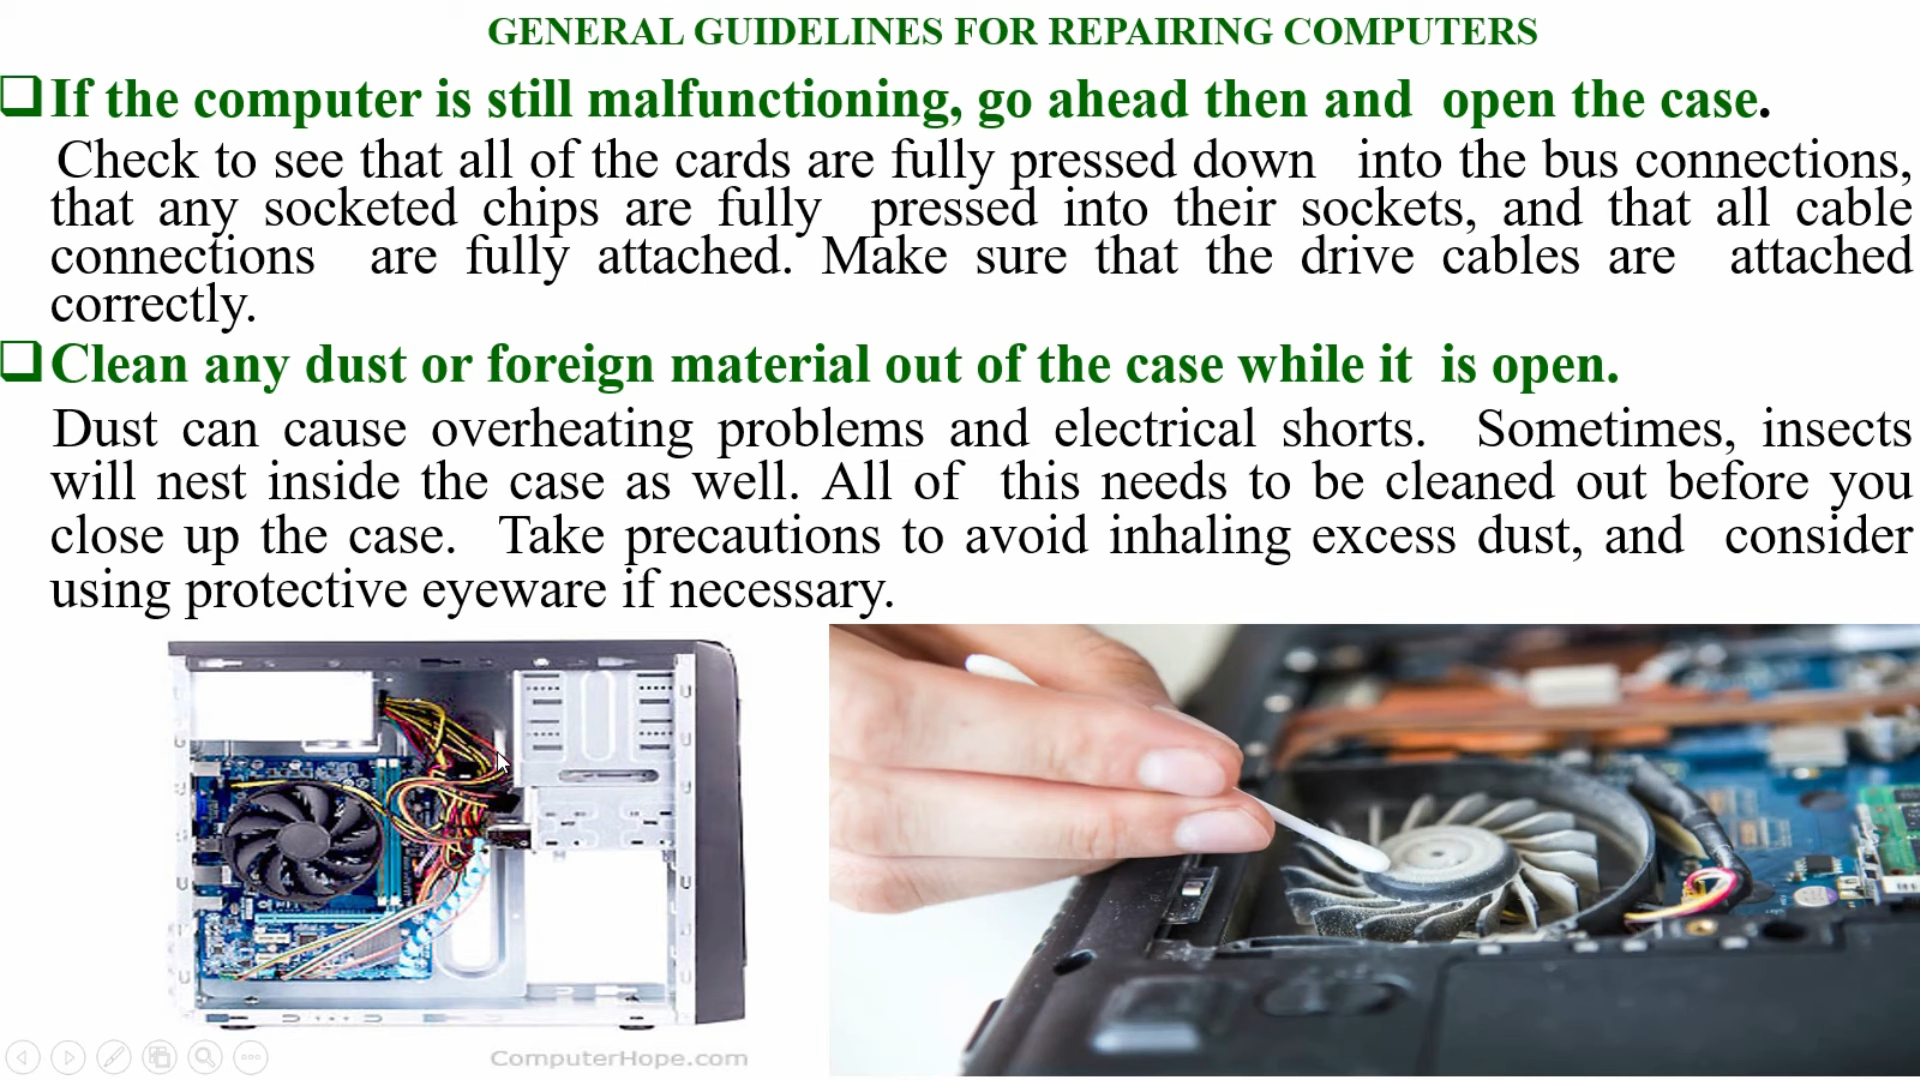 GENERAL GUIDELINES FOR REPAIRING COMPUTERS
If the computer is still malfunctioning, go ahead then and open the case.
Check to see that all of the cards are fully pressed down into the bus connections,
that any socketed chips are fully pressed into their sockets, and that all cable
connections are fully attached. Make sure that the drive cables are attached
correctly.
Clean any dust or foreign material out of the case while it is open.
Dust can cause overheating problems and electrical shorts. Sometimes, insects
will nest inside the case as well. All of this needs to be cleaned out before you
close up the case. Take precautions to avoid inhaling excess dust, and consider
using protective eyeware if necessary.
ComputerHope.com